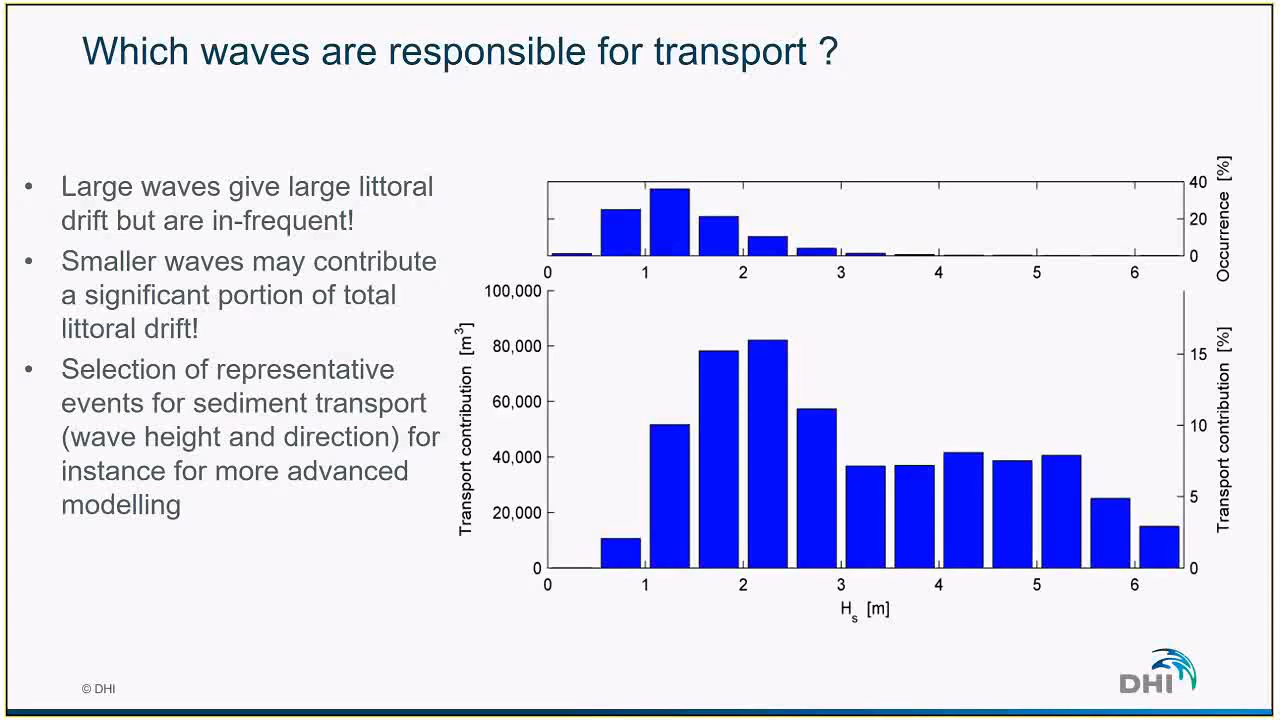 Which waves are responsible for transport ?
• Large waves give large littoral
drift but are in-frequent!
• Smaller waves may contribute
a significant portion of total
littoral drift!
• Selection of representative
events for sediment transport
(wave height and direction) for
instance for more advanced
modelling
40
20
0
Occurrence [%]
0 1 2 3 4 5 6
100,000
80,000
60,000
40,000
20,000
0
Transport contribution [m³]
15
10
5
0
Transport contribution [%]
0 1 2 3 4 5 6
Hₛ [m]
© DHI
DHI